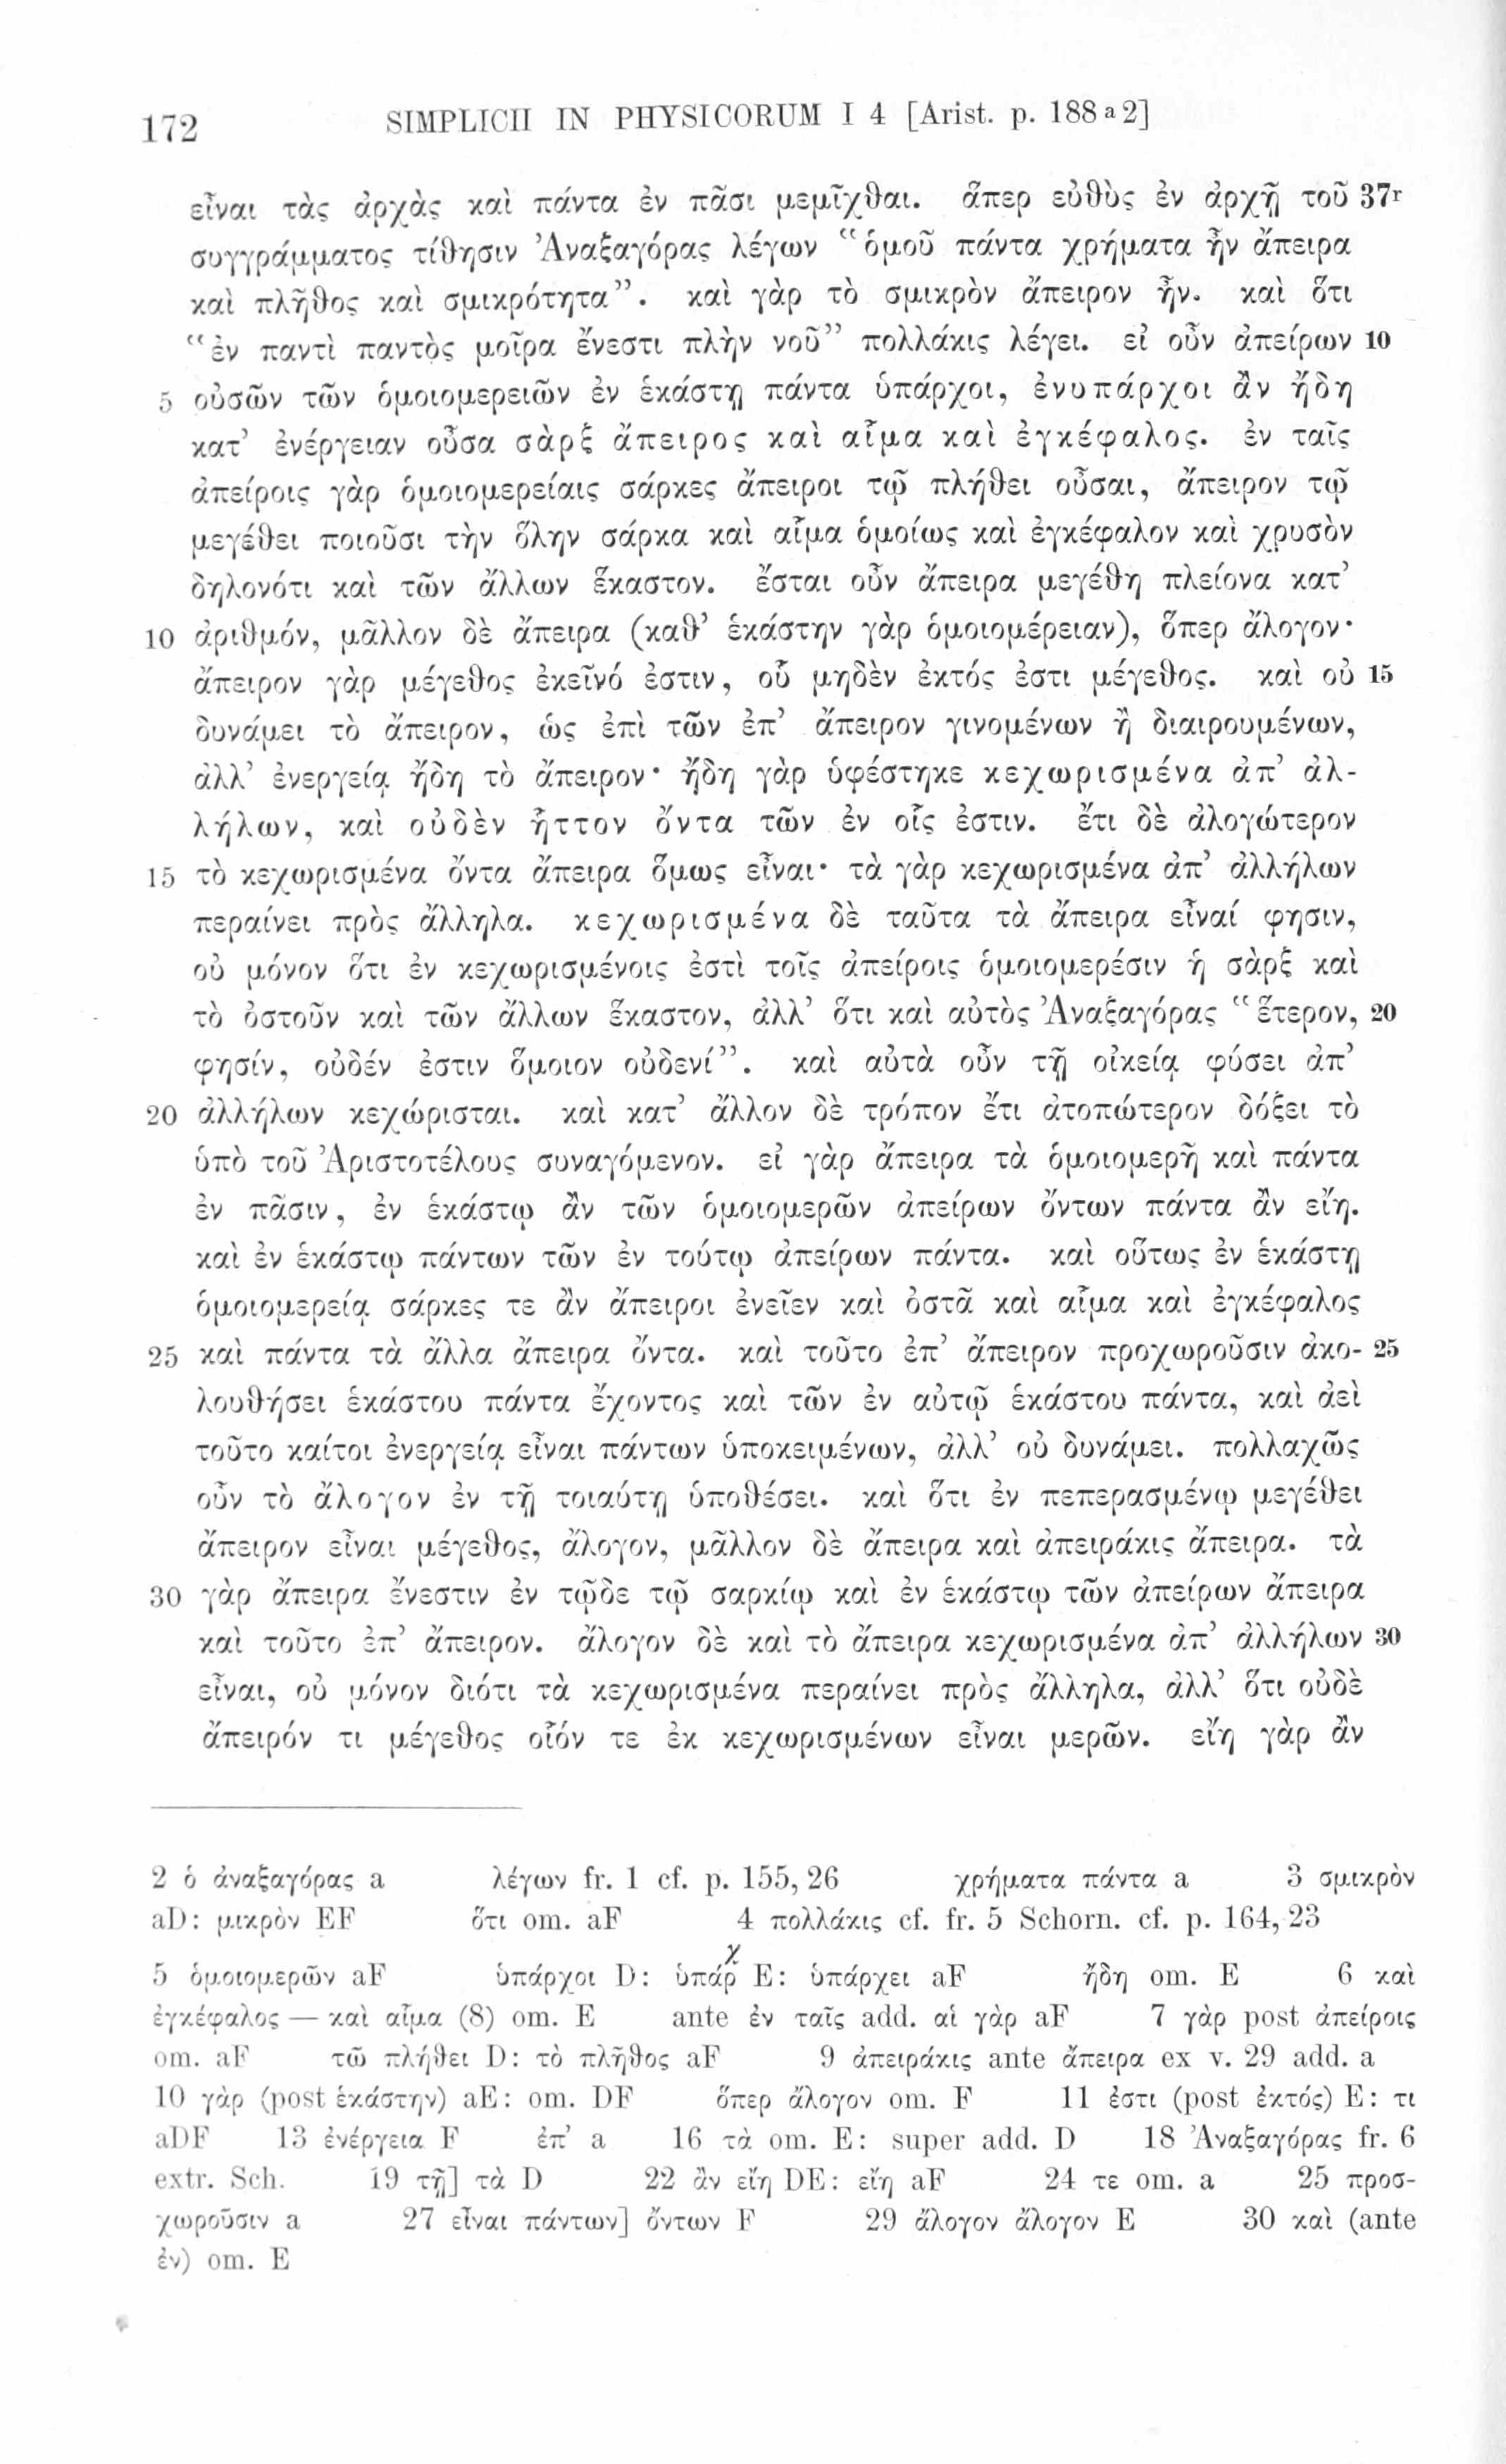 172 SIMPLICII IN PHYSICORUM I 4 [Arist. p. 188 a 2]
εἶναι τὰς ἀρχὰς καὶ πάντα ἐν πᾶσι μεμῖχθαι. ἅπερ εὐθὺς ἐν ἀρχῇ τοῦ 37r
συγγράμματος τίθησιν Ἀναξαγόρας λέγων “ὁμοῦ πάντα χρήματα ἦν ἄπειρα
καὶ πλῆθος καὶ σμικρότητα”. καὶ γὰρ τὸ σμικρὸν ἄπειρον ἦν. καὶ ὅτι
“ἐν παντὶ παντὸς μοῖρα ἔνεστι πλὴν νοῦ” πολλάκις λέγει. εἰ οὖν ἀπείρων 10
5 οὐσῶν τῶν ὁμοιομερειῶν ἐν ἑκάστῃ πάντα ὑπάρχοι, ἐνυπάρχοι ἂν ἤδη
κατ’ ἐνέργειαν οὖσα σὰρξ ἄπειρος καὶ αἷμα καὶ ἐγκέφαλος. ἐν ταῖς
ἀπείροις γὰρ ὁμοιομερείαις σάρκες ἄπειροι τῷ πλήθει οὖσαι, ἄπειρον τῷ
μεγέθει ποιοῦσι τὴν ὅλην σάρκα καὶ αἷμα ὁμοίως καὶ ἐγκέφαλον καὶ χρυσὸν
δηλονότι καὶ τῶν ἄλλων ἕκαστον. ἔσται οὖν ἄπειρα μεγέθη πλείονα κατ’
10 ἀριθμόν, μᾶλλον δὲ ἄπειρα (καθ’ ἑκάστην γὰρ ὁμοιομέρειαν), ὅπερ ἄλογον·
ἄπειρον γὰρ μέγεθος ἐκεῖνό ἐστιν, οὗ μηδὲν ἐκτός ἐστι μέγεθος. καὶ οὐ 15
δυνάμει τὸ ἄπειρον, ὡς ἐπὶ τῶν ἐπ’ ἄπειρον γινομένων ἢ διαιρουμένων,
ἀλλ’ ἐνεργείᾳ ἤδη τὸ ἄπειρον· ἤδη γὰρ ὑφέστηκε κεχωρισμένα ἀπ’ ἀλ-
λήλων, καὶ οὐδὲν ἧττον ὄντα τῶν ἐν οἷς ἐστιν. ἔτι δὲ ἀλογώτερον
15 τὸ κεχωρισμένα ὄντα ἄπειρα ὅμως εἶναι· τὰ γὰρ κεχωρισμένα ἀπ’ ἀλλήλων
περαίνει πρὸς ἄλληλα. κεχωρισμένα δὲ ταῦτα τὰ ἄπειρα εἶναί φησιν,
οὐ μόνον ὅτι ἐν κεχωρισμένοις ἐστὶ τοῖς ἀπείροις ὁμοιομερέσιν ἡ σὰρξ καὶ
τὸ ὀστοῦν καὶ τῶν ἄλλων ἕκαστον, ἀλλ’ ὅτι καὶ αὐτὸς Ἀναξαγόρας “ἕτερον, 20
φησίν, οὐδέν ἐστιν ὅμοιον οὐδενί”. καὶ αὐτὰ οὖν τῇ οἰκείᾳ φύσει ἀπ’
20 ἀλλήλων κεχώρισται. καὶ κατ’ ἄλλον δὲ τρόπον ἔτι ἀτοπώτερον δόξει τὸ
ὑπὸ τοῦ Ἀριστοτέλους συναγόμενον. εἰ γὰρ ἄπειρα τὰ ὁμοιομερῆ καὶ πάντα
ἐν πᾶσιν, ἐν ἑκάστῳ ἂν τῶν ὁμοιομερῶν ἀπείρων ὄντων πάντα ἂν εἴη.
καὶ ἐν ἑκάστῳ πάντων τῶν ἐν τούτῳ ἀπείρων πάντα. καὶ οὕτως ἐν ἑκάστῃ
ὁμοιομερείᾳ σάρκες τε ἂν ἄπειροι ἐνεῖεν καὶ ὀστᾶ καὶ αἷμα καὶ ἐγκέφαλος
25 καὶ πάντα τὰ ἄλλα ἄπειρα ὄντα. καὶ τοῦτο ἐπ’ ἄπειρον προχωροῦσιν ἀκο- 25
λουθήσει ἑκάστου πάντα ἔχοντος καὶ τῶν ἐν αὐτῷ ἑκάστου πάντα, καὶ ἀεὶ
τοῦτο καίτοι ἐνεργείᾳ εἶναι πάντων ὑποκειμένων, ἀλλ’ οὐ δυνάμει. πολλαχῶς
οὖν τὸ ἄλογον ἐν τῇ τοιαύτῃ ὑποθέσει. καὶ ὅτι ἐν πεπερασμένῳ μεγέθει
ἄπειρον εἶναι μέγεθος, ἄλογον, μᾶλλον δὲ ἄπειρα καὶ ἀπειράκις ἄπειρα. τὰ
30 γὰρ ἄπειρα ἔνεστιν ἐν τῷδε τῷ σαρκίῳ καὶ ἐν ἑκάστῳ τῶν ἀπείρων ἄπειρα
καὶ τοῦτο ἐπ’ ἄπειρον. ἄλογον δὲ καὶ τὸ ἄπειρα κεχωρισμένα ἀπ’ ἀλλήλων 30
εἶναι, οὐ μόνον διότι τὰ κεχωρισμένα περαίνει πρὸς ἄλληλα, ἀλλ’ ὅτι οὐδὲ
ἄπειρόν τι μέγεθος οἷόν τε ἐκ κεχωρισμένων εἶναι μερῶν. εἴη γὰρ ἂν
2 ὁ ἀναξαγόρας a λέγων fr. 1 cf. p. 155, 26 χρήματα πάντα a 3 σμικρὸν
aD: μικρὸν EF ὅτι om. aF 4 πολλάκις cf. fr. 5 Schorn. cf. p. 164, 23
5 ὁμοιομερῶν aF ὑπάρχοι D: ὑπάρχ E: ὑπάρχει aF ἤδη om. E 6 καὶ
ἐγκέφαλος — καὶ αἷμα (8) om. E ante ἐν ταῖς add. αἱ γὰρ aF 7 γὰρ post ἀπείροις
om. aF τῶ πλήθει D: τὸ πλῆθος aF 9 ἀπειράκις ante ἄπειρα ex v. 29 add. a
10 γὰρ (post ἑκάστην) aE: om. DF ὅπερ ἄλογον om. F 11 ἐστι (post ἐκτός) E: τι
aDF 13 ἐνέργεια F ἐπ’ a 16 τὰ om. E: super add. D 18 Ἀναξαγόρας fr. 6
extr. Sch. 19 τῇ] τὰ D 22 ἂν εἴη DE: εἴη aF 24 τε om. a 25 προσ-
χωροῦσιν a 27 εἶναι πάντων] ὄντων F 29 ἄλογον ἄλογον E 30 καὶ (ante
ἐν) om. E